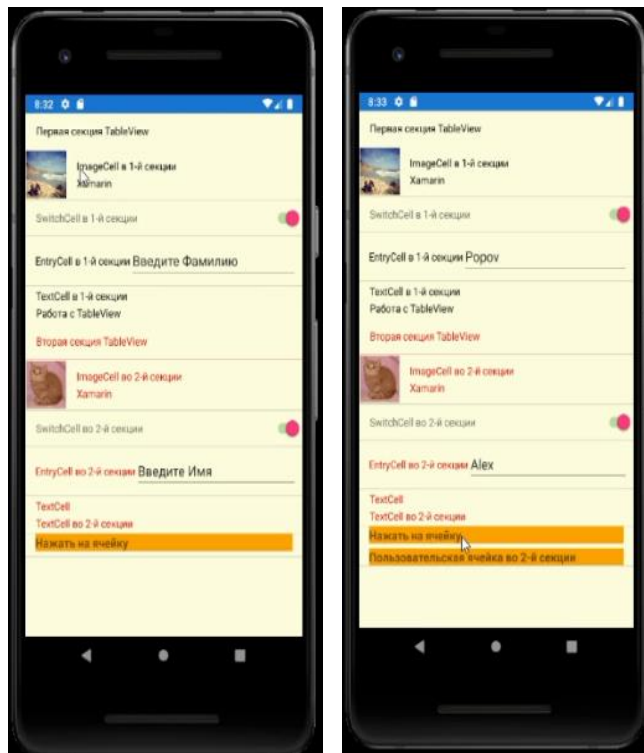 8:32
Первая секция TableView
ImageCell в 1-й секции
Xamarin
SwitchCell в 1-й секции
EntryCell в 1-й секции Введите Фамилию
TextCell в 1-й секции
Работа с TableView
Вторая секция TableView
ImageCell во 2-й секции
Xamarin
SwitchCell во 2-й секции
EntryCell во 2-й секции Введите Имя
TextCell
TextCell во 2-й секции
Нажать на ячейку
8:33
Первая секция TableView
ImageCell в 1-й секции
Xamarin
SwitchCell в 1-й секции
EntryCell в 1-й секции Popov
TextCell в 1-й секции
Работа с TableView
Вторая секция TableView
ImageCell во 2-й секции
Xamarin
SwitchCell во 2-й секции
EntryCell во 2-й секции Alex
TextCell
TextCell во 2-й секции
Нажать на ячейку
Пользовательская ячейка во 2-й секции